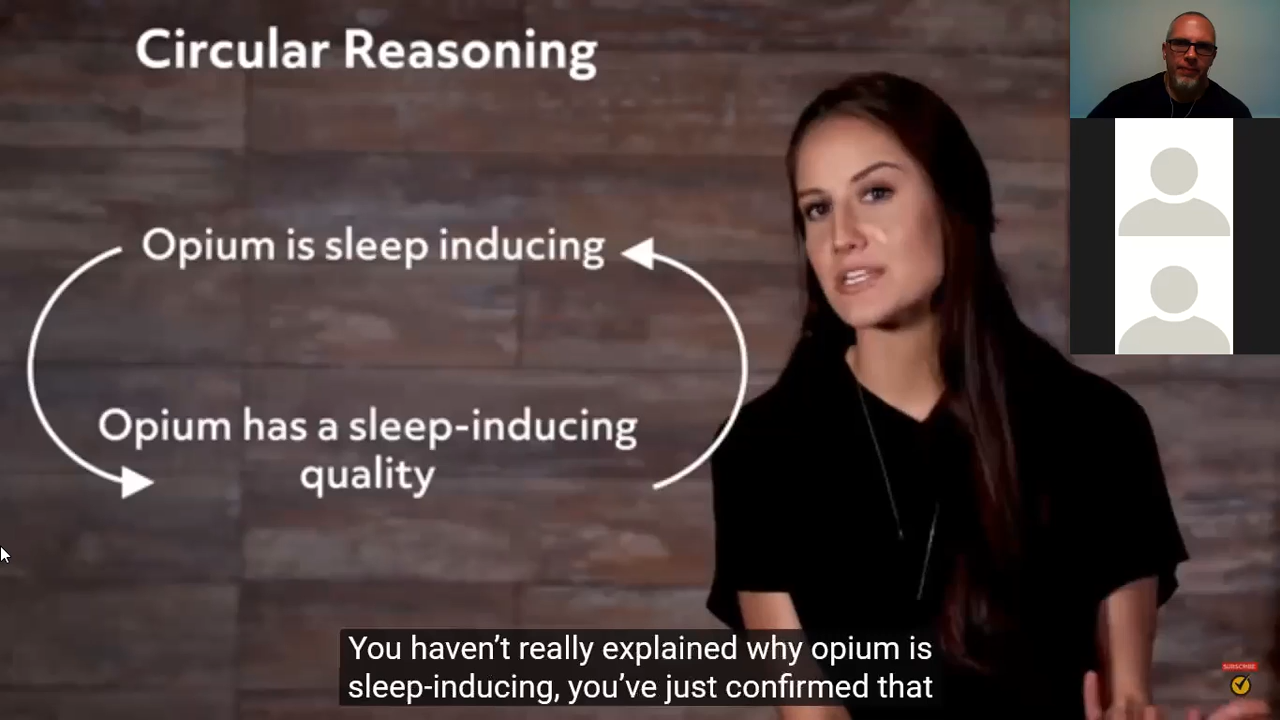 Circular Reasoning
Opium is sleep inducing
Opium has a sleep-inducing
quality
You haven't really explained why opium is
sleep-inducing, you've just confirmed that
SUBSCRIBE